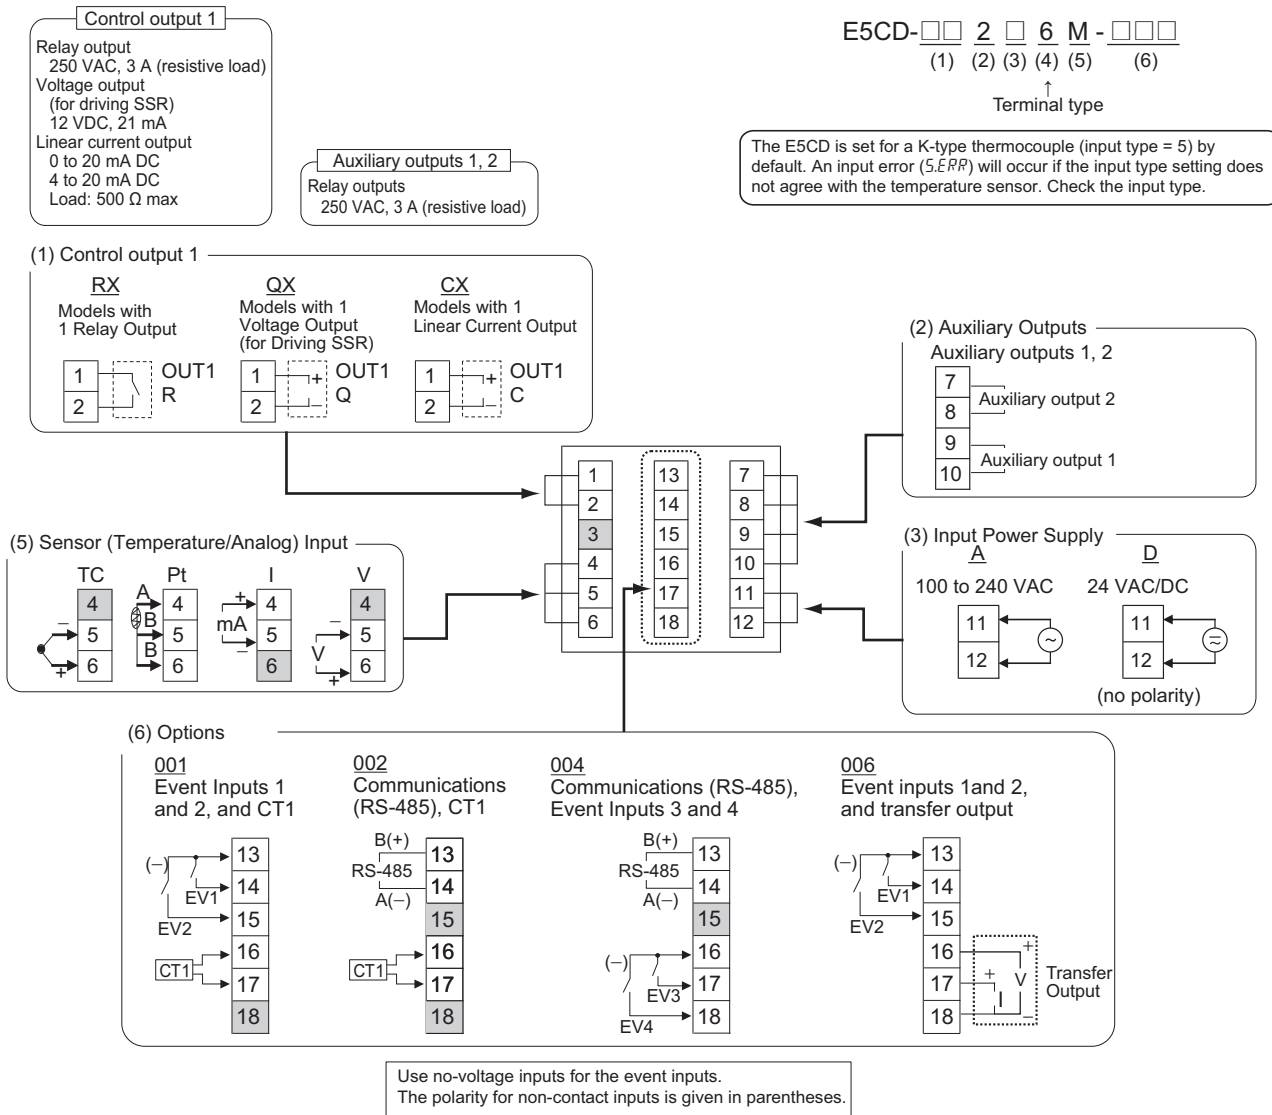 Control output 1
Relay output
250 VAC, 3 A (resistive load)
Voltage output
(for driving SSR)
12 VDC, 21 mA
Linear current output
0 to 20 mA DC
4 to 20 mA DC
Load: 500 Ω max
Auxiliary outputs 1, 2
Relay outputs
250 VAC, 3 A (resistive load)
E5CD-□□ 2 □ 6 M - □□□
(1) (2) (3) (4) (5) (6)
↑
Terminal type
The E5CD is set for a K-type thermocouple (input type = 5) by
default. An input error (S.ERR) will occur if the input type setting does
not agree with the temperature sensor. Check the input type.
(1) Control output 1
RX
Models with
1 Relay Output
1
2
OUT1
R
QX
Models with 1
Voltage Output
(for Driving SSR)
1
2
+
−
OUT1
Q
CX
Models with 1
Linear Current Output
1
2
+
−
OUT1
C
(2) Auxiliary Outputs
Auxiliary outputs 1, 2
7
8
Auxiliary output 2
9
10
Auxiliary output 1
1
2
3
4
5
6
13
14
15
16
17
18
7
8
9
10
11
12
(5) Sensor (Temperature/Analog) Input
TC
4
5
6
−
+
Pt
A
B
B
4
5
6
I
+
mA
−
4
5
6
V
−
V
+
4
5
6
(3) Input Power Supply
A
100 to 240 VAC
11
12
D
24 VAC/DC
11
12
(no polarity)
(6) Options
001
Event Inputs 1
and 2, and CT1
(−)
EV1
EV2
CT1
13
14
15
16
17
18
002
Communications
(RS-485), CT1
B(+)
RS-485
A(−)
CT1
13
14
15
16
17
18
004
Communications (RS-485),
Event Inputs 3 and 4
B(+)
RS-485
A(−)
(−)
EV3
EV4
13
14
15
16
17
18
006
Event inputs 1and 2,
and transfer output
(−)
EV1
EV2
13
14
15
16
17
18
+
+
V
I
−
Transfer
Output
Use no-voltage inputs for the event inputs.
The polarity for non-contact inputs is given in parentheses.